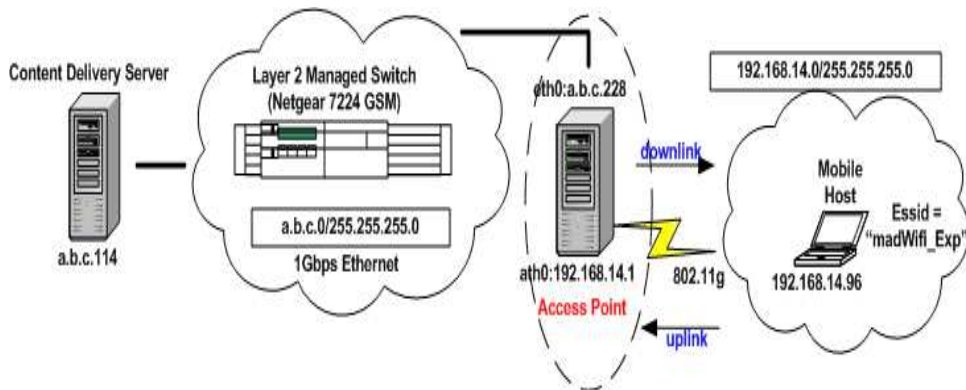 Content Delivery Server
a.b.c.114
Layer 2 Managed Switch
(Netgear 7224 GSM)
a.b.c.0/255.255.255.0
1Gbps Ethernet
eth0:a.b.c.228
ath0:192.168.14.1
Access Point
downlink
802.11g
uplink
192.168.14.0/255.255.255.0
Mobile
Host
Essid =
“madWifi_Exp”
192.168.14.96